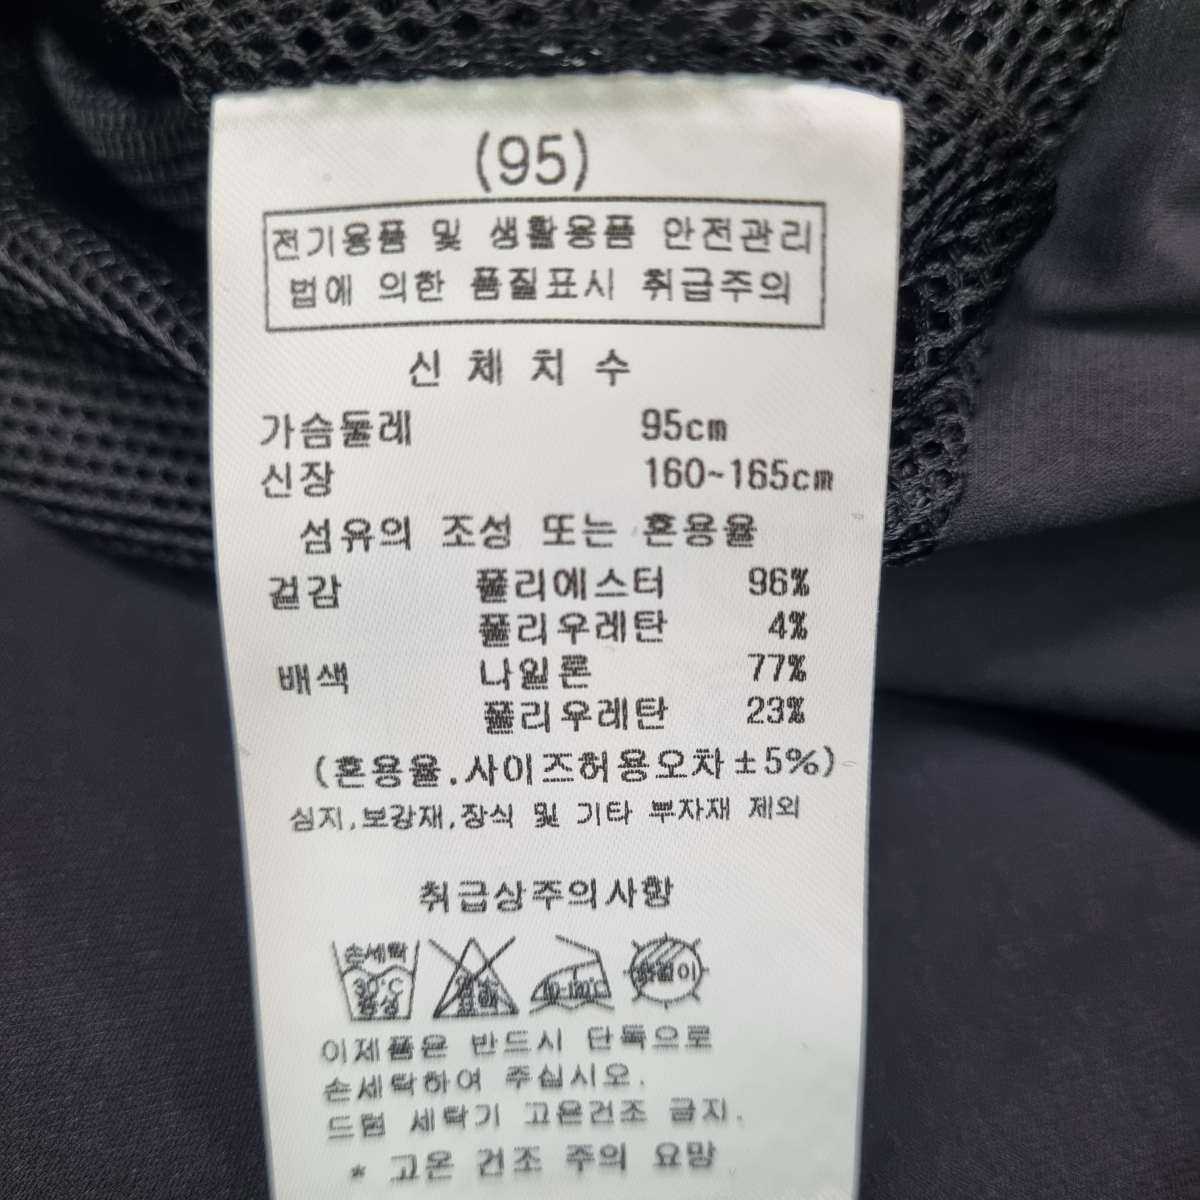 (95)
전기용품 및 생활용품 안전관리
법에 의한 품질표시 취급주의
신체치수
가슴둘레 95cm
신장 160~165cm
섬유의 조성 또는 혼용율
겉감 폴리에스터 96%
폴리우레탄 4%
배색 나일론 77%
폴리우레탄 23%
(혼용율,사이즈허용오차±5%)
심지,보강재,장식 및 기타 부자재 제외
취급상주의사항
손세탁
30°C
중성
이제품은 반드시 단독으로
손세탁하여 주십시오.
드럼 세탁기 고온건조 금지.
* 고온 건조 주의 요망